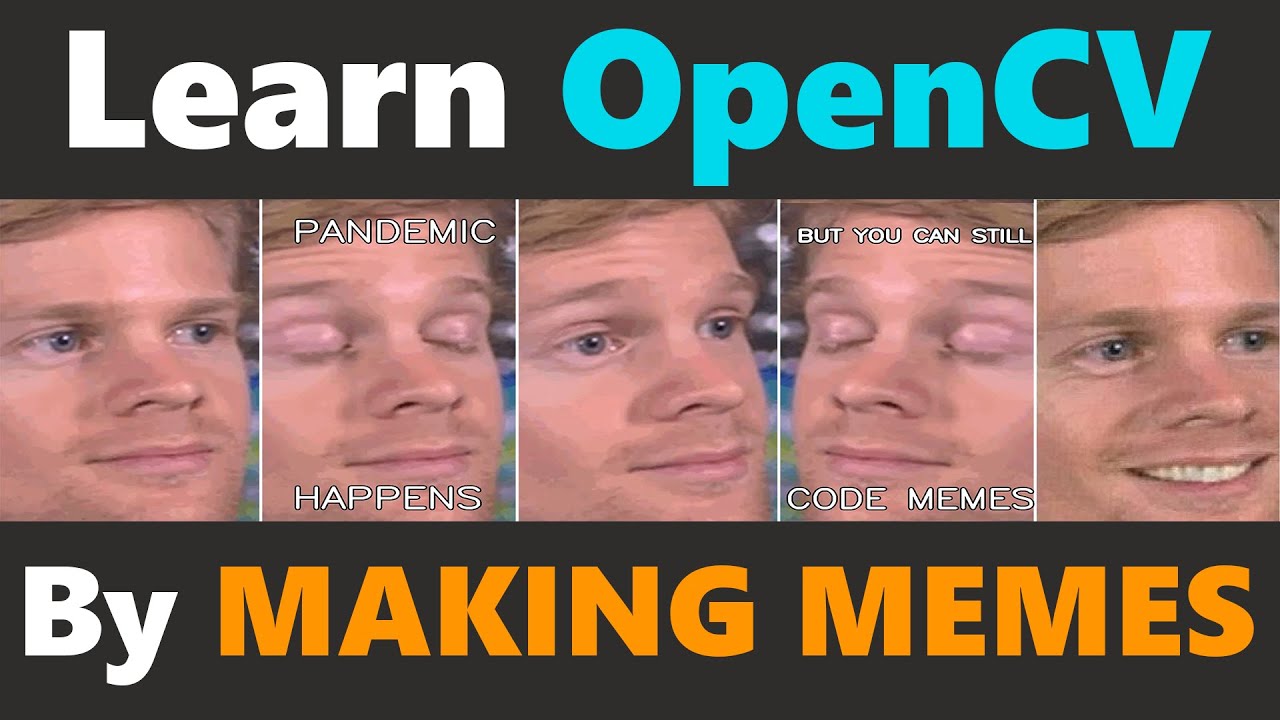 Learn OpenCV
PANDEMIC
HAPPENS
BUT YOU CAN STILL
CODE MEMES
By MAKING MEMES